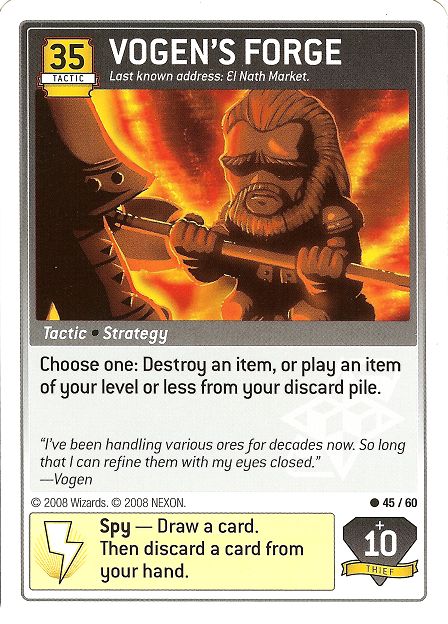 35
TACTIC
VOGEN'S FORGE
Last known address: El Nath Market.
Tactic • Strategy
Choose one: Destroy an item, or play an item
of your level or less from your discard pile.
"I've been handling various ores for decades now. So long
that I can refine them with my eyes closed."
—Vogen
© 2008 Wizards. © 2008 NEXON.
● 45 / 60
Spy — Draw a card.
Then discard a card from
your hand.
+
10
THIEF